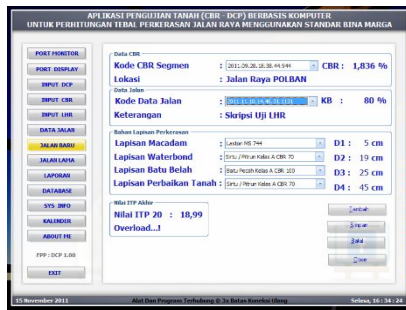 APLIKASI PENGUJIAN TANAH (CBR - DCP) BERBASIS KOMPUTER
UNTUK PERHITUNGAN TEBAL PERKERASAN JALAN RAYA MENGGUNAKAN STANDAR BINA MARGA
PORT MONITOR
PORT DISPLAY
INPUT DCP
INPUT CBR
INPUT LHR
DATA JALAN
JALAN BARU
JALAN LAMA
LAPORAN
DATABASE
SYS INFO
KALENDER
ABOUT ME
FPP : DCP 1.00
EXIT
Data CBR
Kode CBR Segmen : 2011.09.28.18.38.44.944 CBR : 1,836 %
Lokasi : Jalan Raya POLBAN
Data Jalan
Kode Data Jalan : KB : 80 %
Keterangan : Skripsi Uji LHR
Bahan Lapisan Perkerasan
Lapisan Macadam : Laston MS 744 D1 : 5 cm
Lapisan Waterbond : Sirtu / Pitrun Kelas A CBR 70 D2 : 19 cm
Lapisan Batu Belah : Batu Pecah Kelas A CBR 100 D3 : 25 cm
Lapisan Perbaikan Tanah : Sirtu / Pitrun Kelas A CBR 70 D4 : 45 cm
Nilai ITP Akhir
Nilai ITP 20 : 18,99
Overload...!
Tambah
Simpan
Batal
Close
15 November 2011
Alat Dan Program Terhubung @ 3x Batas Koneksi Ulang
Selasa, 16 : 34 : 24